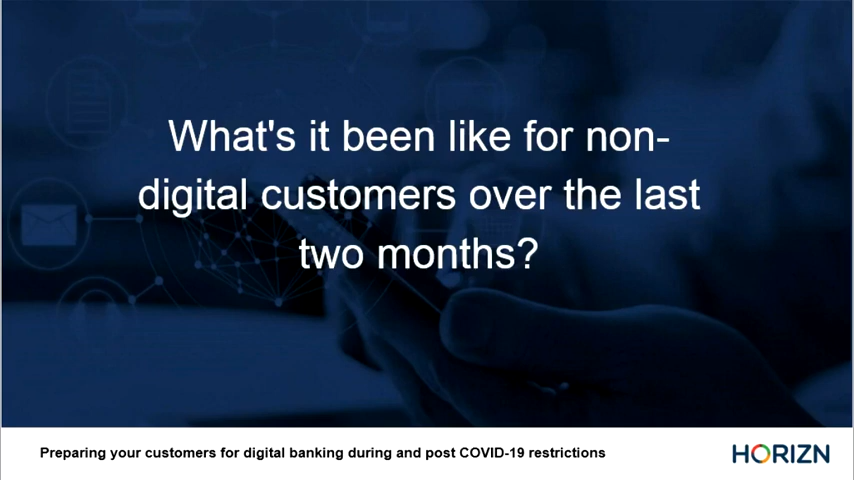 What's it been like for non-
digital customers over the last
two months?
Preparing your customers for digital banking during and post COVID-19 restrictions
HORIZN